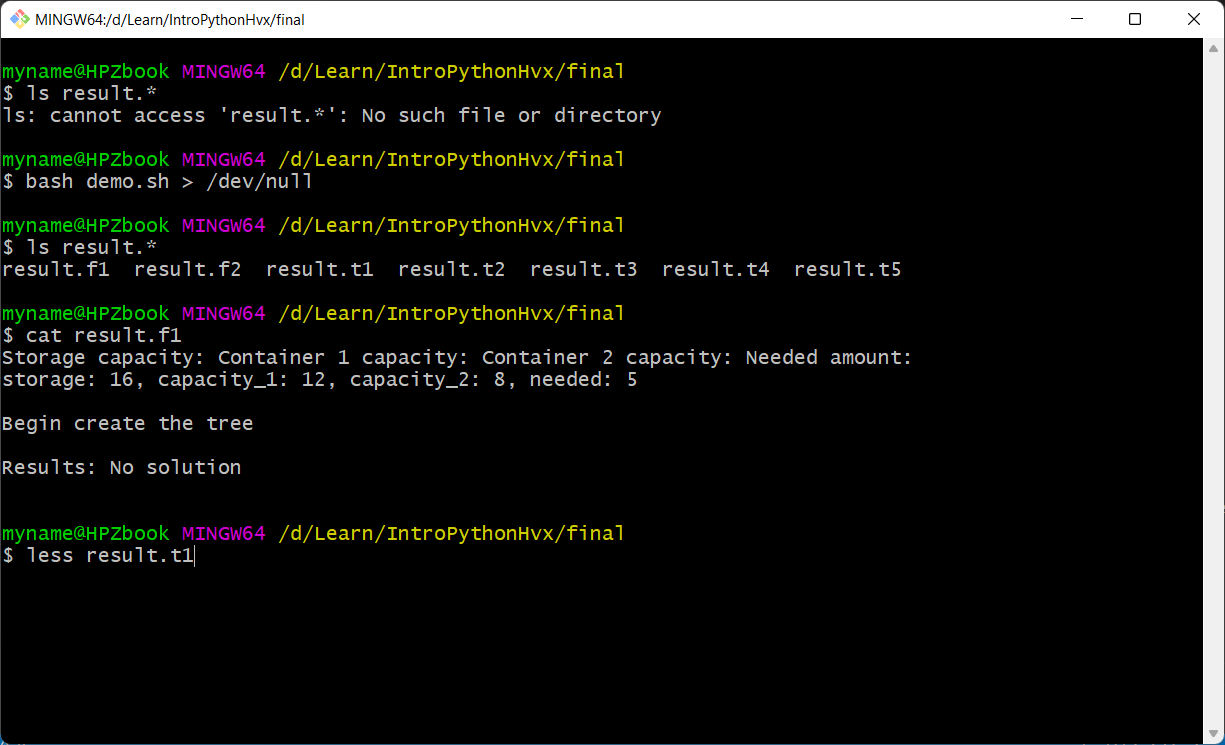 MINGW64:/d/Learn/IntroPythonHvx/final
myname@HPZbook MINGW64 /d/Learn/IntroPythonHvx/final
$ ls result.*
ls: cannot access 'result.*': No such file or directory
myname@HPZbook MINGW64 /d/Learn/IntroPythonHvx/final
$ bash demo.sh > /dev/null
myname@HPZbook MINGW64 /d/Learn/IntroPythonHvx/final
$ ls result.*
result.f1  result.f2  result.t1  result.t2  result.t3  result.t4  result.t5
myname@HPZbook MINGW64 /d/Learn/IntroPythonHvx/final
$ cat result.f1
Storage capacity: Container 1 capacity: Container 2 capacity: Needed amount:
storage: 16, capacity_1: 12, capacity_2: 8, needed: 5
Begin create the tree
Results: No solution
myname@HPZbook MINGW64 /d/Learn/IntroPythonHvx/final
$ less result.t1